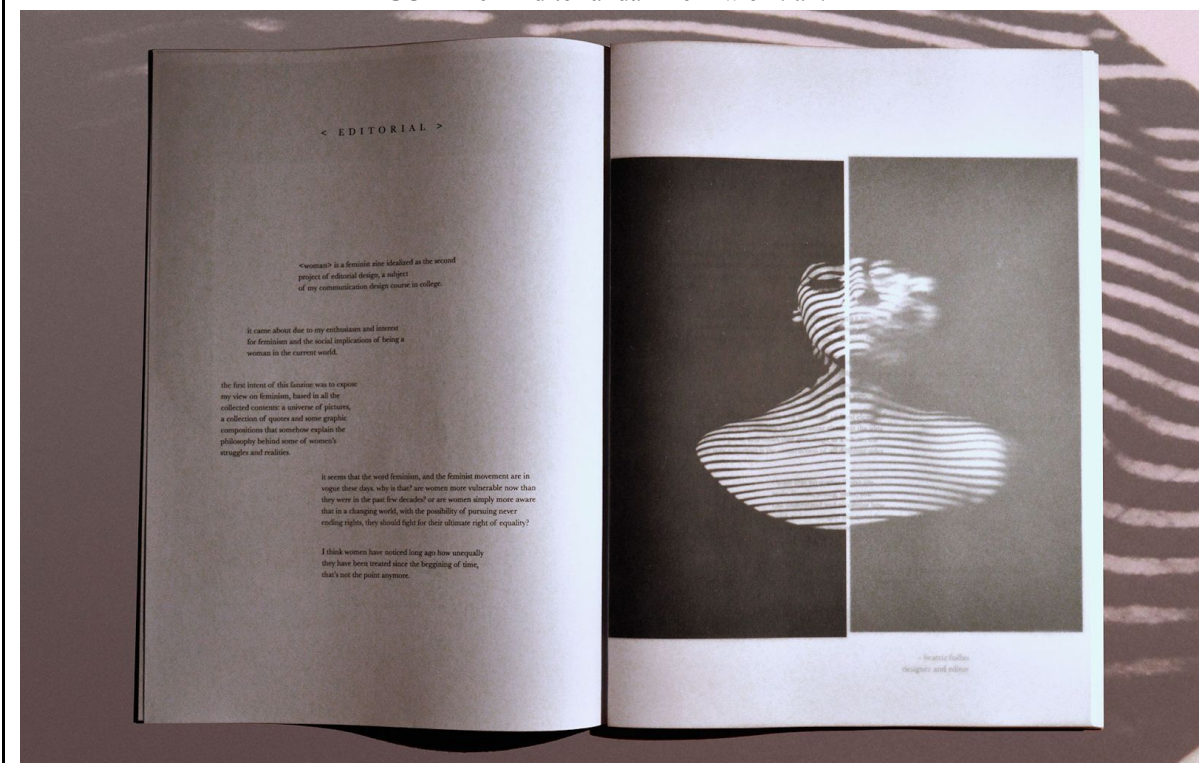 < EDITORIAL >
<woman> is a feminist zine idealized as the second
project of editorial design, a subject
of my communication design course in college.
it came about due to my enthusiasm and interest
for feminism and the social implications of being a
woman in the current world.
the first intent of this fanzine was to expose
my view on feminism, based in all the
collected contents: a universe of pictures,
a collection of quotes and some graphic
compositions that somehow explain the
philosophy behind some of women's
struggles and realities.
it seems that the word feminism, and the feminist movement are in
vogue these days. why is that? are women more vulnerable now than
they were in the past few decades? or are women simply more aware
that in a changing world, with the possibility of pursuing never
ending rights, they should fight for their ultimate right of equality?
I think women have noticed long ago how unequally
they have been treated since the beggining of time,
that's not the point anymore.
designer and editor